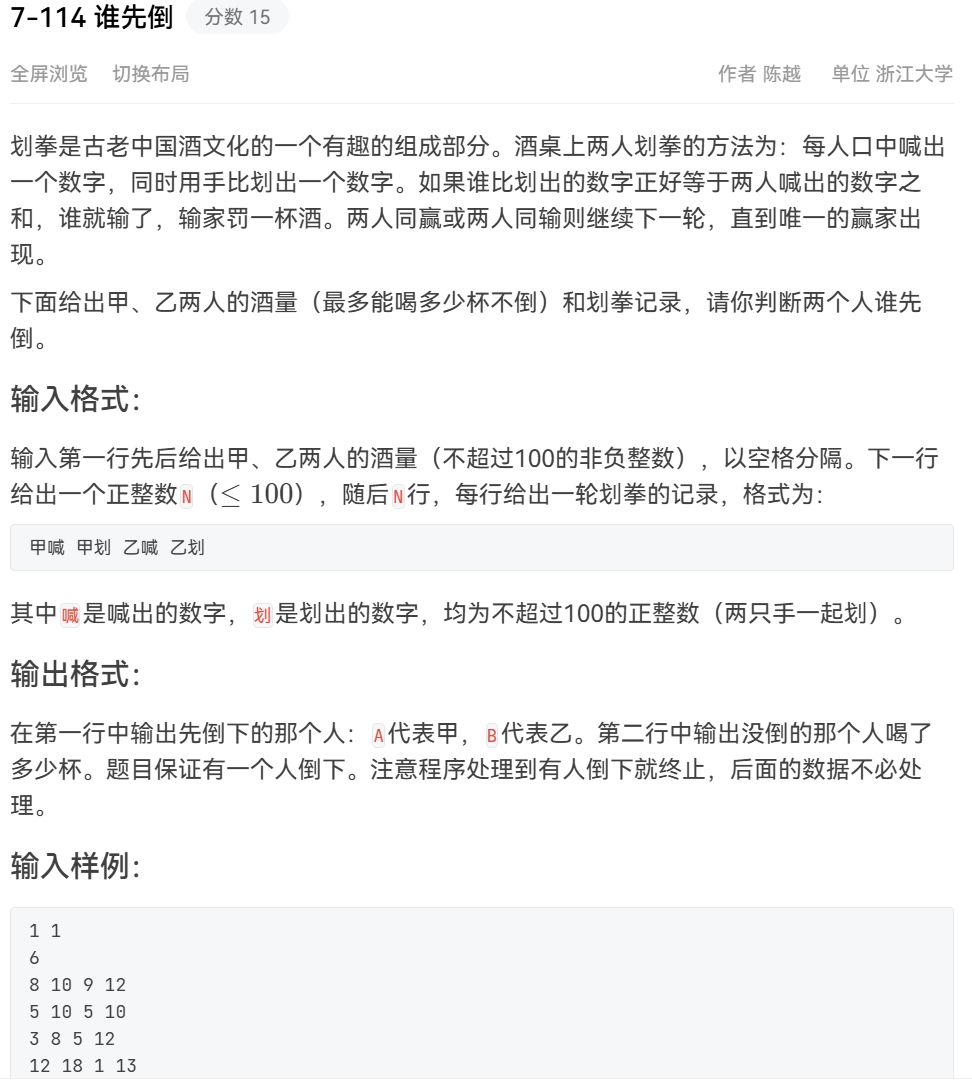 7-114 谁先倒 分数 15
全屏浏览 切换布局 作者 陈越 单位 浙江大学
划拳是古老中国酒文化的一个有趣的组成部分。酒桌上两人划拳的方法为：每人口中喊出
一个数字，同时用手比划出一个数字。如果谁比划出的数字正好等于两人喊出的数字之
和，谁就输了，输家罚一杯酒。两人同赢或两人同输则继续下一轮，直到唯一的赢家出
现。
下面给出甲、乙两人的酒量（最多能喝多少杯不倒）和划拳记录，请你判断两个人谁先
倒。
输入格式：
输入第一行先后给出甲、乙两人的酒量（不超过100的非负整数），以空格分隔。下一行
给出一个正整数N（≤ 100），随后N行，每行给出一轮划拳的记录，格式为：
甲喊 甲划 乙喊 乙划
其中喊是喊出的数字，划是划出的数字，均为不超过100的正整数（两只手一起划）。
输出格式：
在第一行中输出先倒下的那个人：A代表甲，B代表乙。第二行中输出没倒的那个人喝了
多少杯。题目保证有一个人倒下。注意程序处理到有人倒下就终止，后面的数据不必处
理。
输入样例：
1 1
6
8 10 9 12
5 10 5 10
3 8 5 12
12 18 1 13